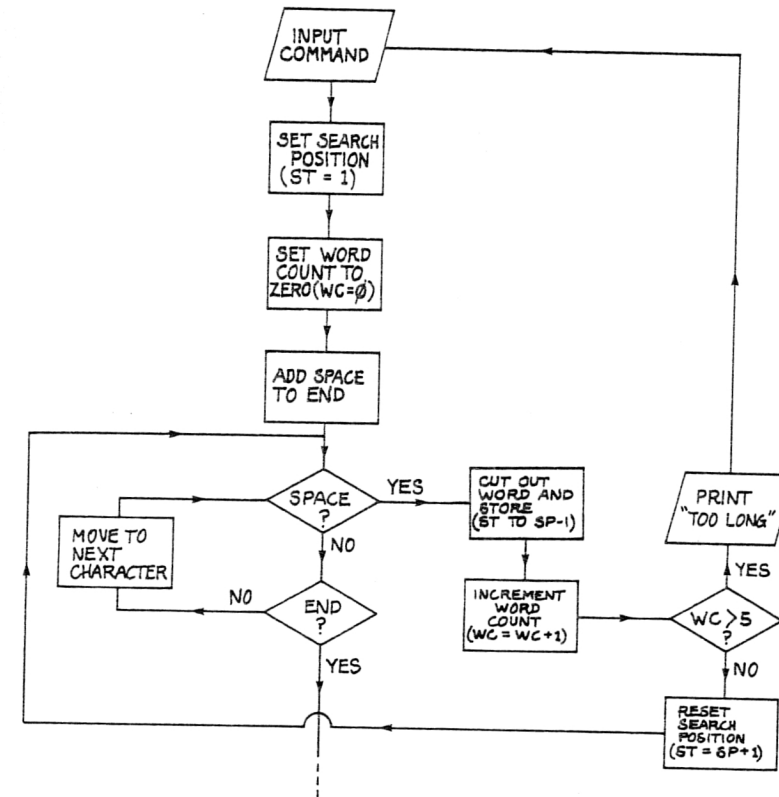 INPUT
COMMAND
SET SEARCH
POSITION
(ST = 1)
SET WORD
COUNT TO
ZERO(WC=Ø)
ADD SPACE
TO END
SPACE
?
YES
CUT OUT
WORD AND
STORE
(ST TO SP-1)
PRINT
"TOO LONG"
MOVE TO
NEXT
CHARACTER
NO
YES
NO
END
?
INCREMENT
WORD
COUNT
(WC = WC+1)
WC>5
?
YES
NO
RESET
SEARCH
POSITION
(ST = SP+1)